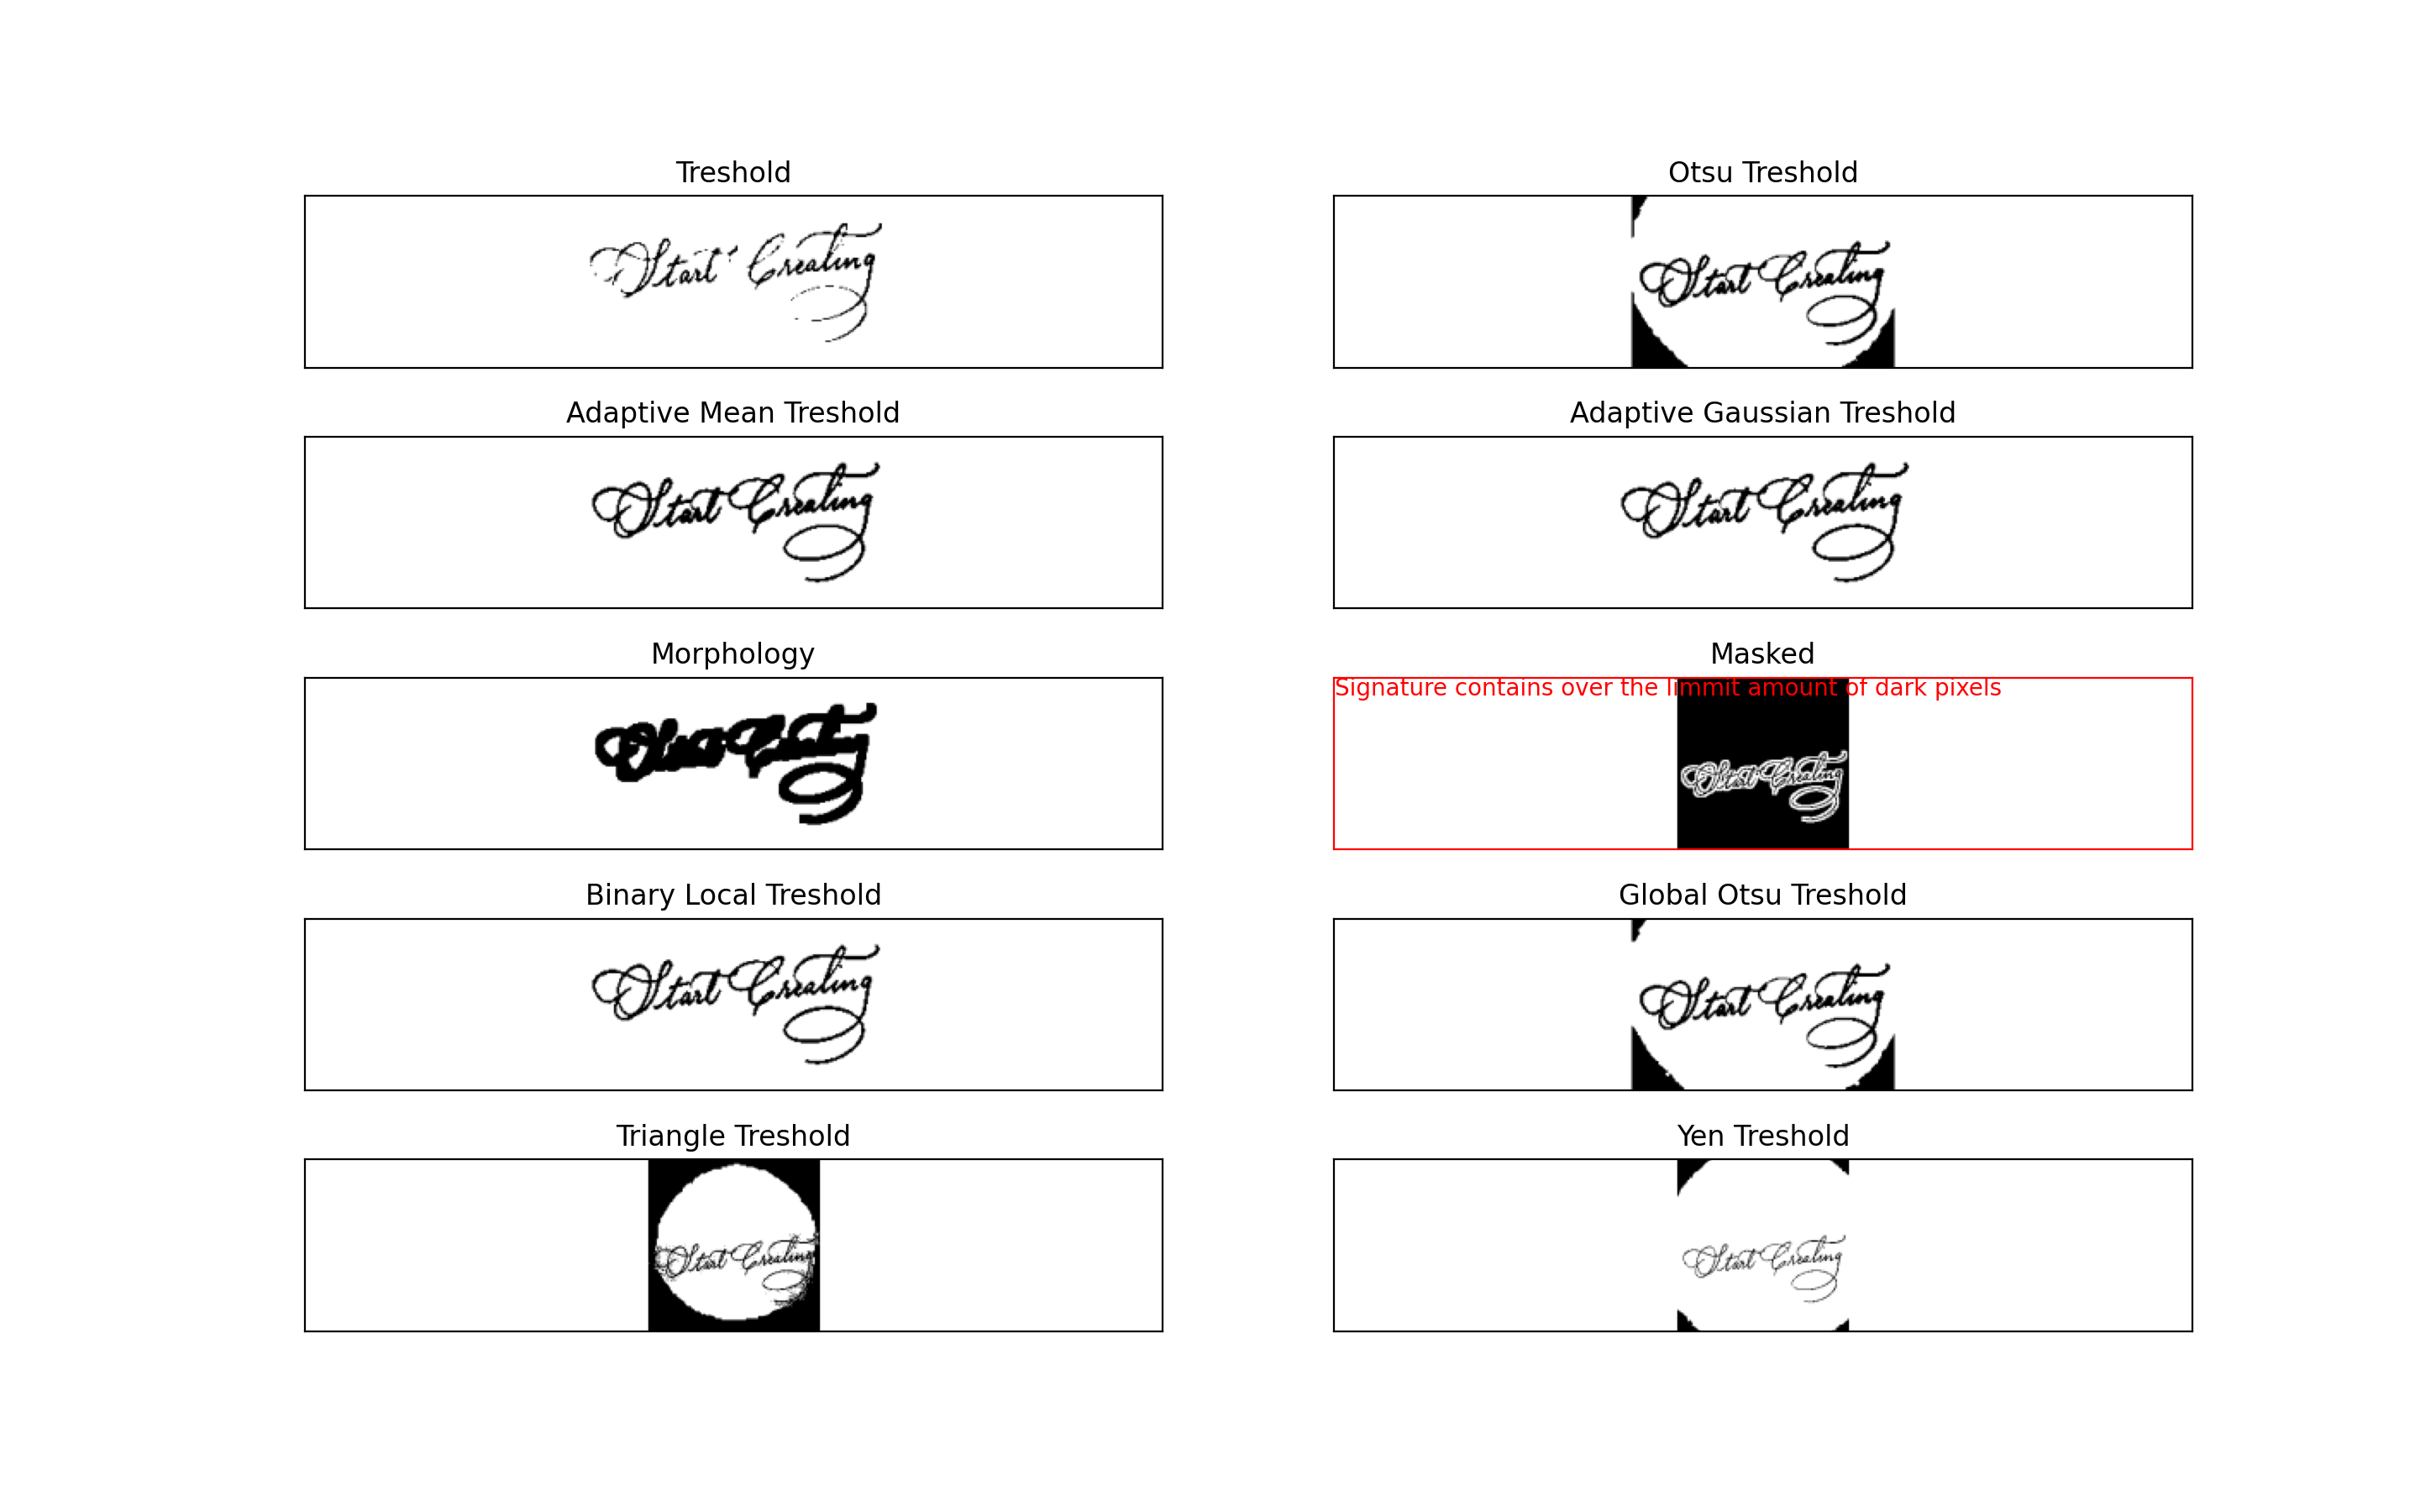 Treshold
Start Creating
Otsu Treshold
Start Creating
Adaptive Mean Treshold
Start Creating
Adaptive Gaussian Treshold
Start Creating
Morphology
Masked
Signature contains over the limmit amount of dark pixels
Start Creating
Binary Local Treshold
Start Creating
Global Otsu Treshold
Start Creating
Triangle Treshold
Start Creating
Yen Treshold
Start Creating